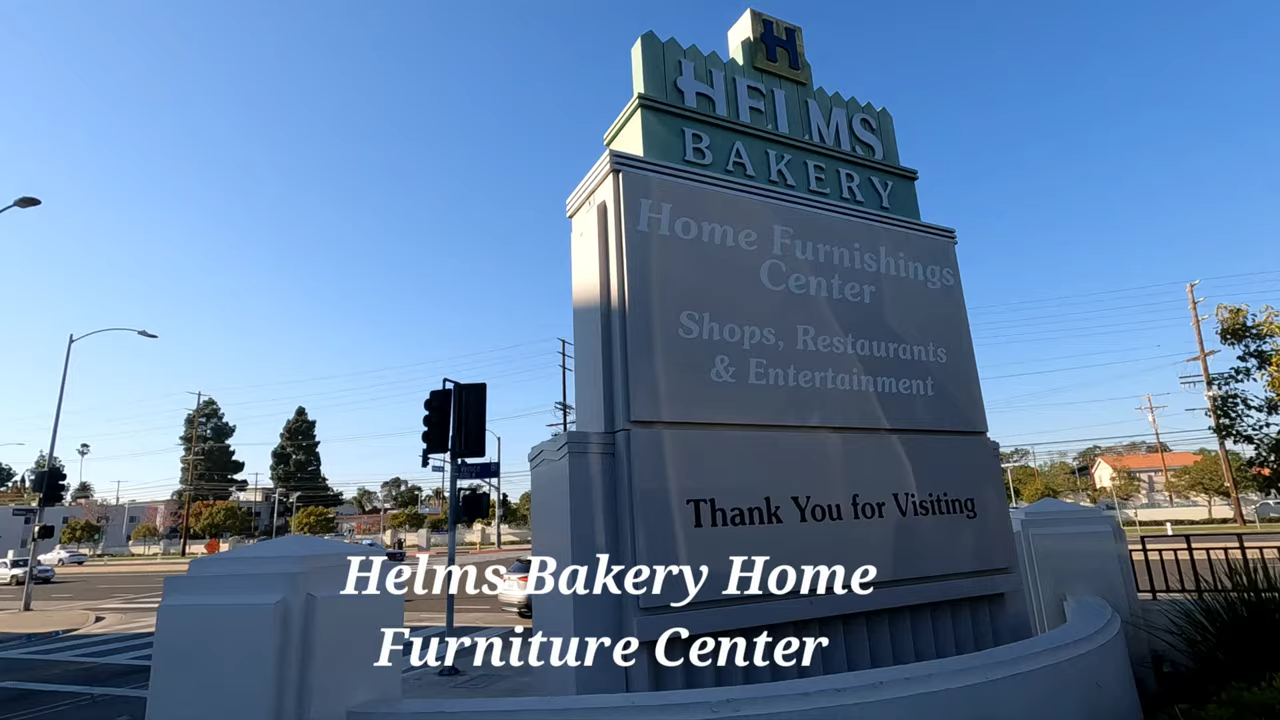 H
HELMS
BAKERY
Home Furnishings
Center
Shops, Restaurants
& Entertainment
Thank You for Visiting
Helms Bakery Home
Furniture Center